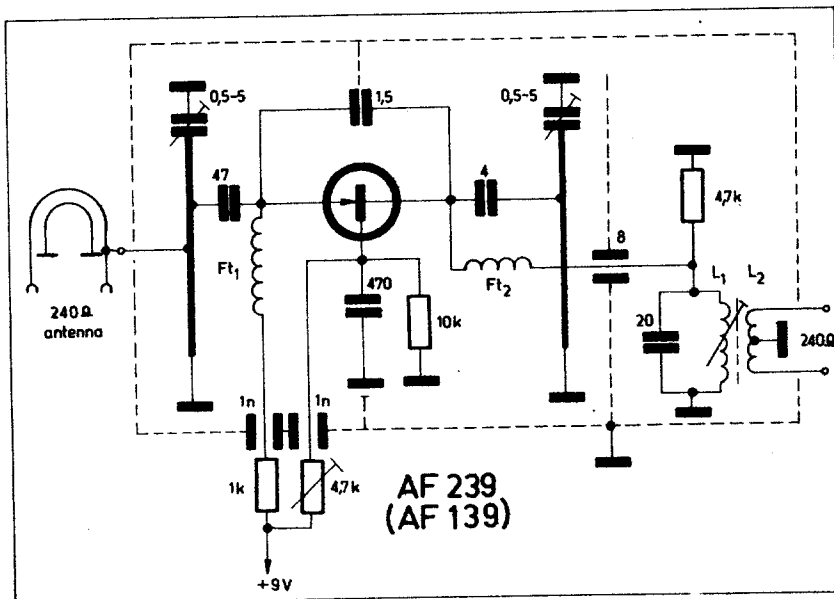 0,5-5
1,5
0,5-5
47
4
4,7k
8
Ft₁
Ft₂
L₁
L₂
240Ω
antenna
470
10k
20
240Ω
1n
1n
1k
4,7k
AF 239
(AF 139)
+9V